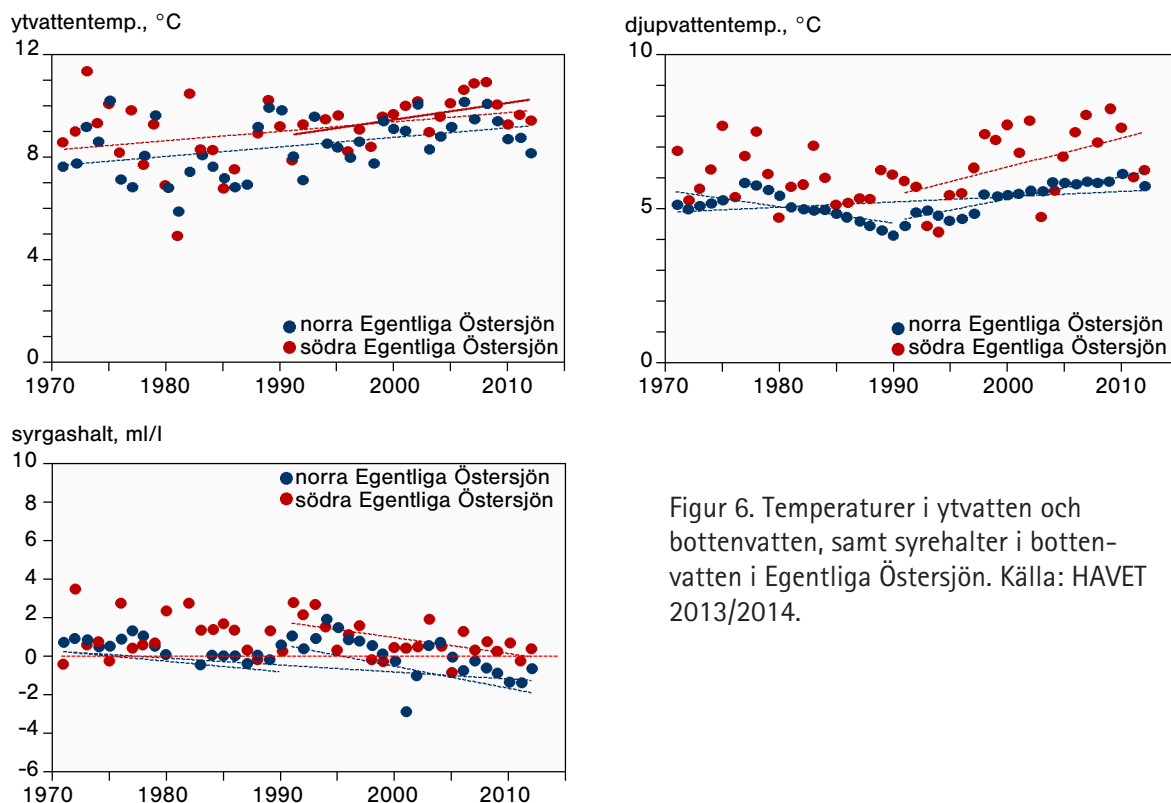 ytvattentemp., °C
12
10
8
6
4
2
0
norra Egentliga Östersjön
södra Egentliga Östersjön
1970 1980 1990 2000 2010
djupvattentemp., °C
10
5
0
norra Egentliga Östersjön
södra Egentliga Östersjön
1970 1980 1990 2000 2010
syrgashalt, ml/l
10
8
6
4
2
0
-2
-4
-6
norra Egentliga Östersjön
södra Egentliga Östersjön
1970 1980 1990 2000 2010
Figur 6. Temperaturer i ytvatten och
bottenvatten, samt syrehalter i botten-
vatten i Egentliga Östersjön. Källa: HAVET
2013/2014.